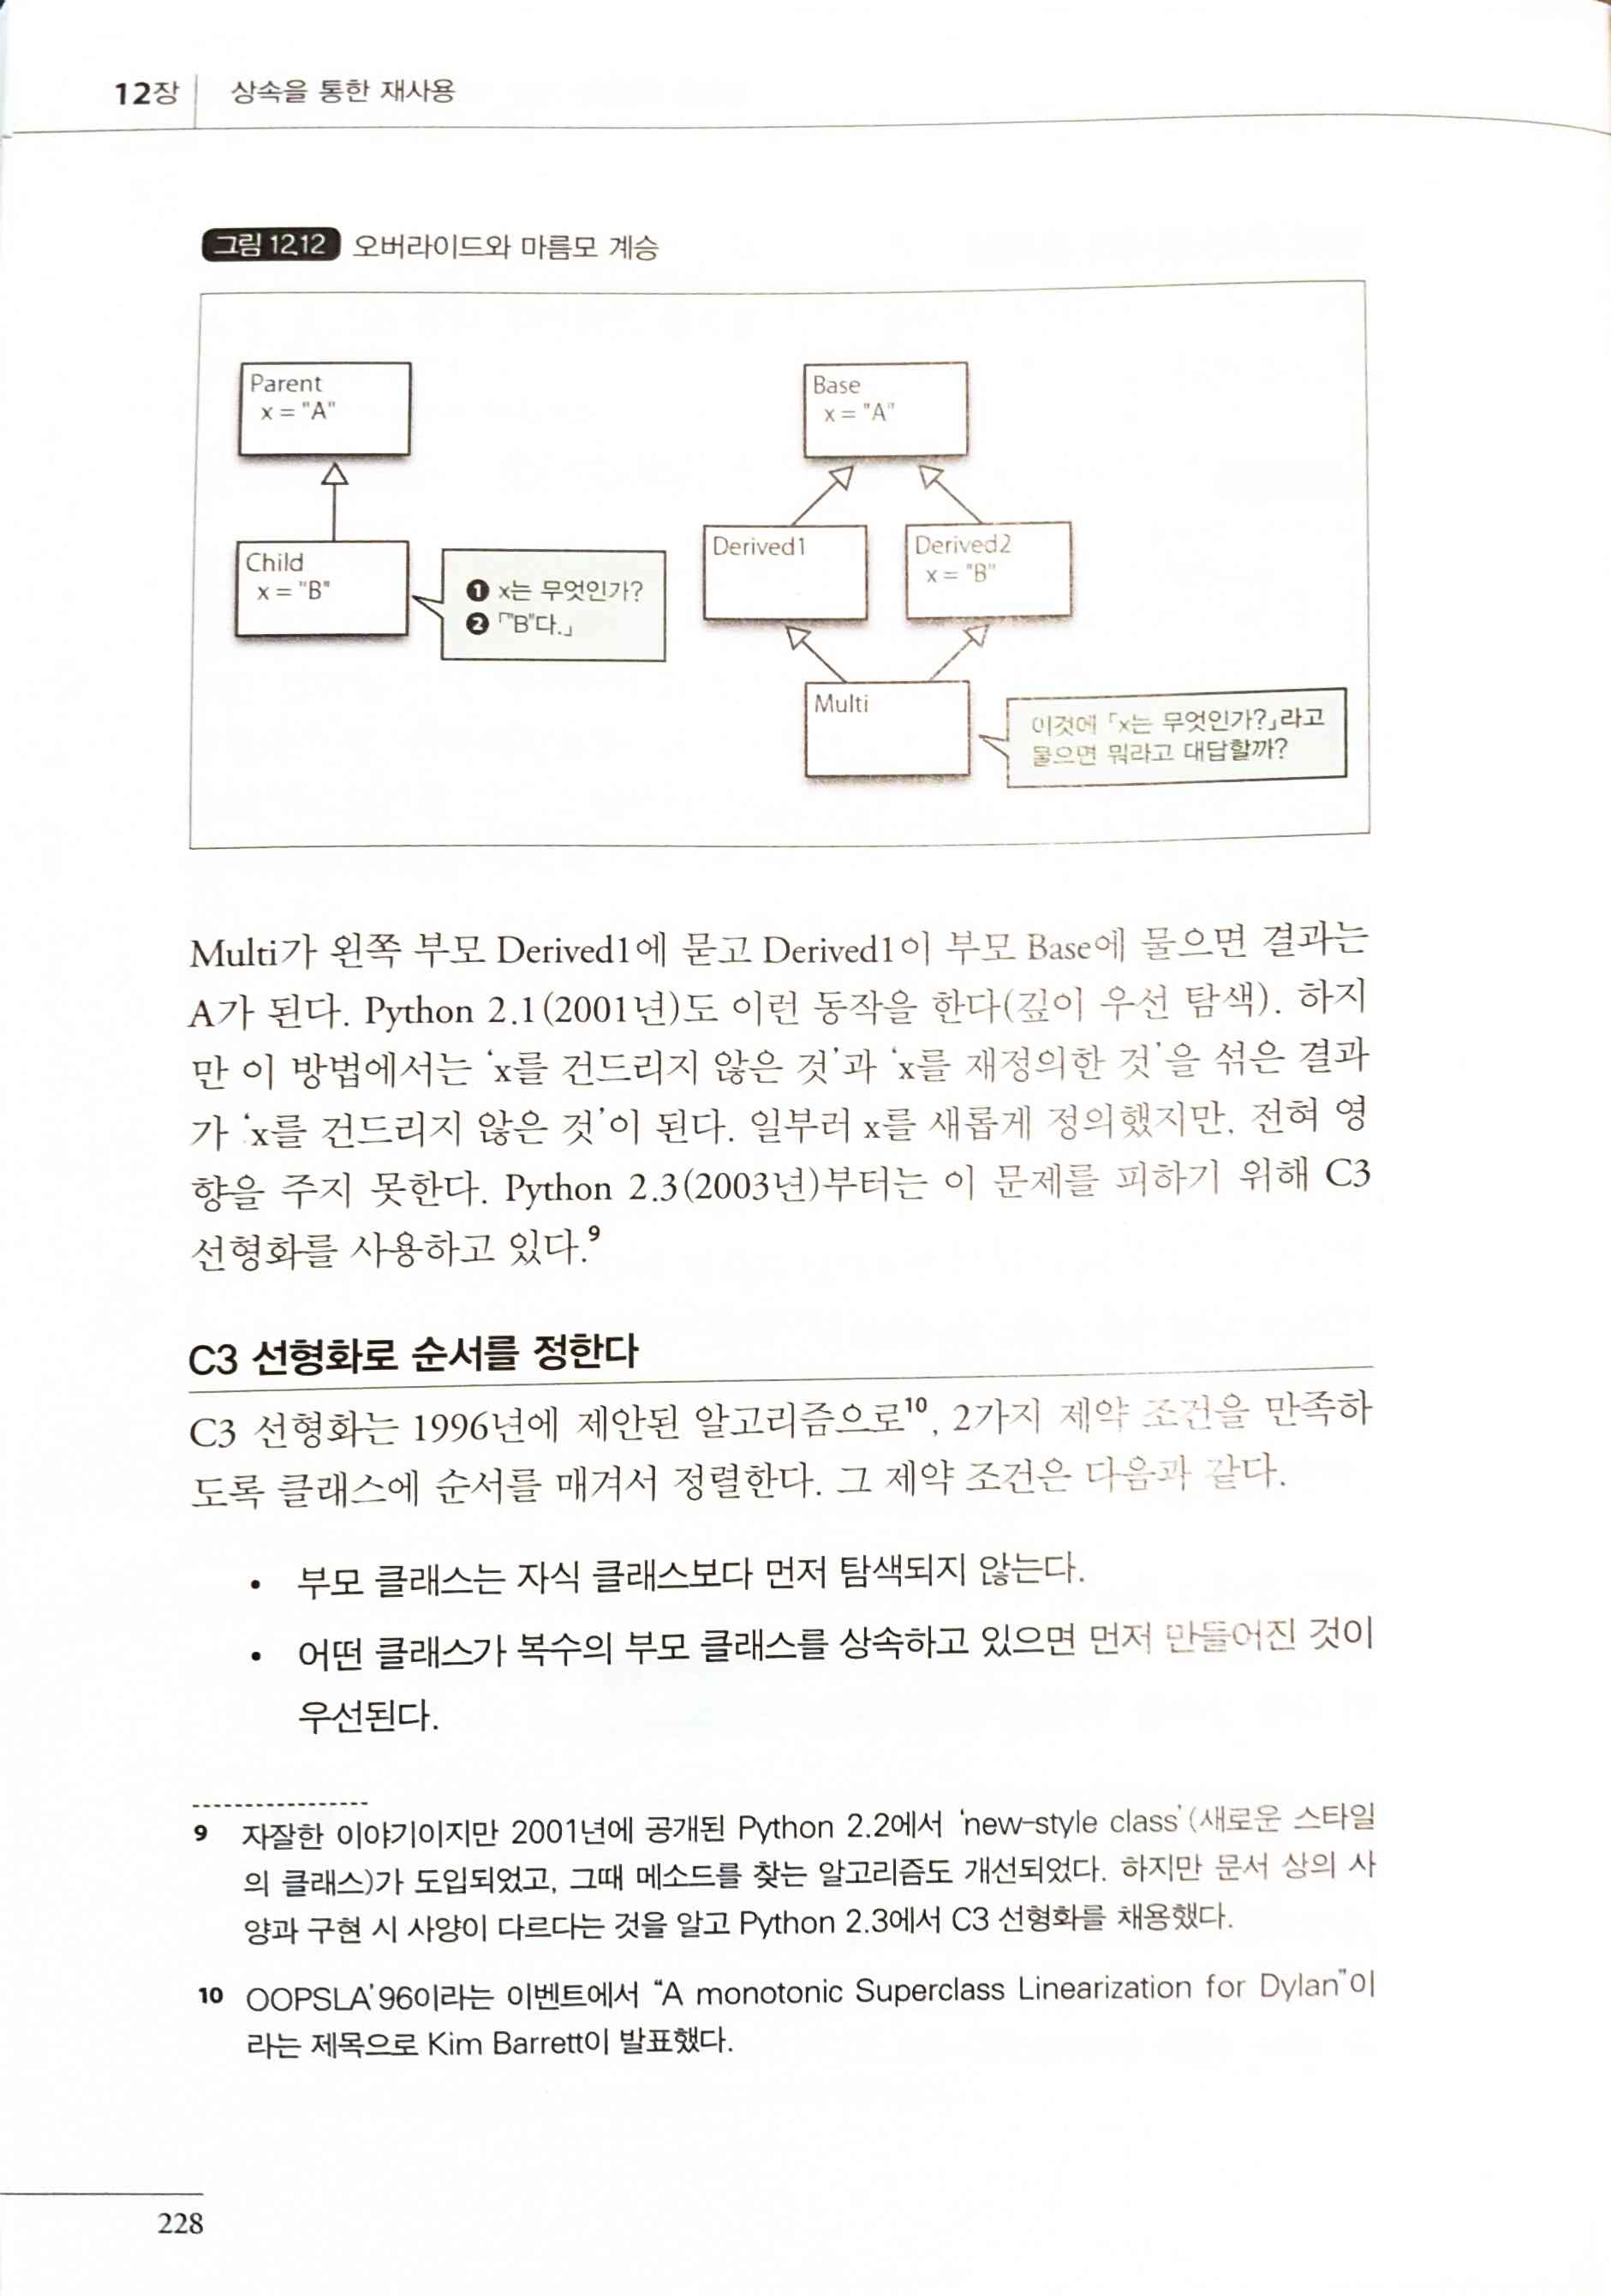 12장 상속을 통한 재사용
그림 12.12 오버라이드와 마름모 계승
Parent
x = "A"
Base
x = "A"
Child
x = "B"
❶ x는 무엇인가?
❷ 「"B"다.」
Derived1
Derived2
x = "B"
Multi
이것에 「x는 무엇인가?」라고
물으면 뭐라고 대답할까?
Multi가 왼쪽 부모 Derived1에 묻고 Derived1이 부모 Base에 물으면 결과는
A가 된다. Python 2.1(2001년)도 이런 동작을 한다(깊이 우선 탐색). 하지
만 이 방법에서는 ‘x를 건드리지 않은 것’과 ‘x를 재정의한 것’을 섞은 결과
가 ‘x를 건드리지 않은 것’이 된다. 일부러 x를 새롭게 정의했지만, 전혀 영
향을 주지 못한다. Python 2.3(2003년)부터는 이 문제를 피하기 위해 C3
선형화를 사용하고 있다.9
C3 선형화로 순서를 정한다
C3 선형화는 1996년에 제안된 알고리즘으로10, 2가지 제약 조건을 만족하
도록 클래스에 순서를 매겨서 정렬한다. 그 제약 조건은 다음과 같다.
• 부모 클래스는 자식 클래스보다 먼저 탐색되지 않는다.
• 어떤 클래스가 복수의 부모 클래스를 상속하고 있으면 먼저 만들어진 것이
우선된다.
9 자잘한 이야기이지만 2001년에 공개된 Python 2.2에서 ‘new-style class’(새로운 스타일
의 클래스)가 도입되었고, 그때 메소드를 찾는 알고리즘도 개선되었다. 하지만 문서 상의 사
양과 구현 시 사양이 다르다는 것을 알고 Python 2.3에서 C3 선형화를 채용했다.
10 OOPSLA’96이라는 이벤트에서 “A monotonic Superclass Linearization for Dylan”이
라는 제목으로 Kim Barrett이 발표했다.
228